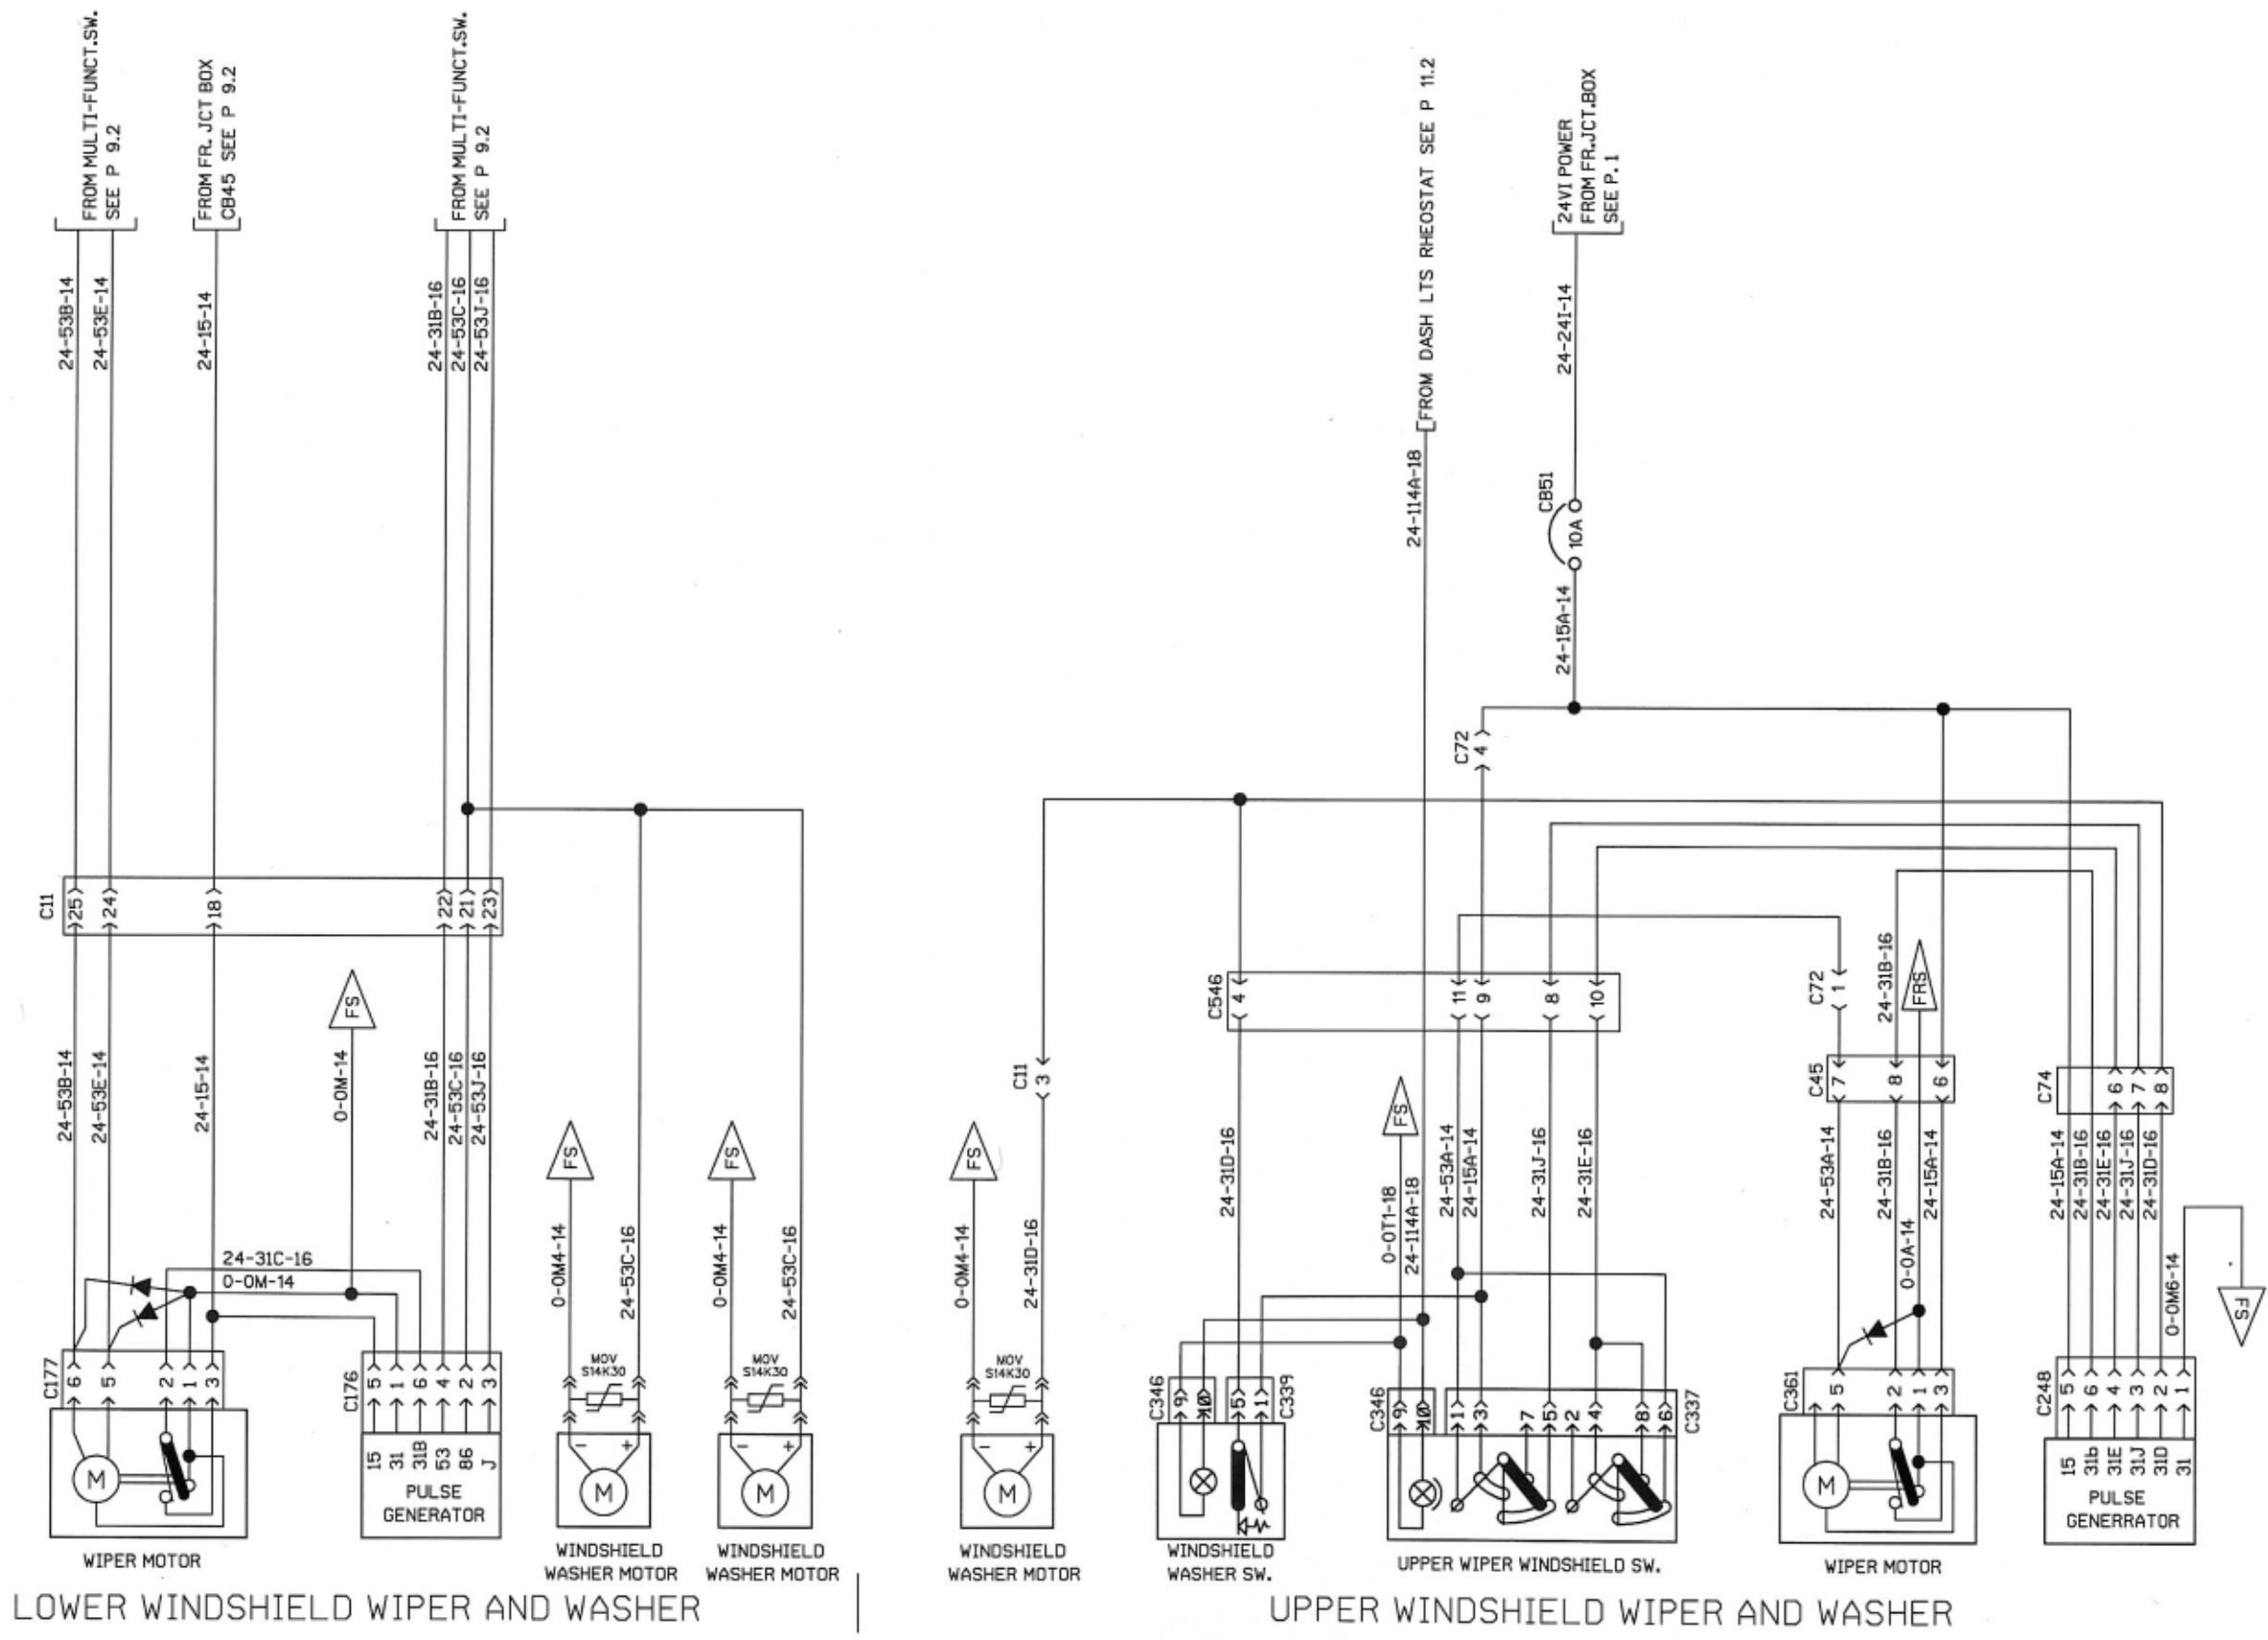 FROM MULTI-FUNCT.SW.
SEE P 9.2
FROM FR. JCT BOX
CB45 SEE P 9.2
FROM MULTI-FUNCT.SW.
SEE P 9.2
FROM DASH LTS RHEOSTAT SEE P 11.2
24VI POWER
FROM FR.JCT.BOX
SEE P.1
24-53B-14
24-53E-14
24-15-14
24-31B-16
24-53C-16
24-53J-16
24-114A-18
24-24I-14
CB51
10A
24-15A-14
C72
4
C11
25
24
18
22
21
23
C546
4
11
9
8
10
C72
1
24-31B-16
FRS
C45
7
8
6
C74
6
7
8
C11
3
FS
24-53B-14
24-53E-14
24-15-14
0-0M-14
24-31B-16
24-53C-16
24-53J-16
FS
FS
FS
FS
24-31D-16
24-53A-14
24-15A-14
24-31J-16
24-31E-16
24-53A-14
24-31B-16
0-0A-14
24-15A-14
24-15A-14
24-31B-16
24-31E-16
24-31J-16
24-31D-16
0-0M6-14
FS
24-31C-16
0-0M-14
0-0M4-14
24-53C-16
0-0M4-14
24-53C-16
0-0M4-14
24-31D-16
0-0T1-18
24-114A-18
MOV
S14K30
MOV
S14K30
MOV
S14K30
C177
6
5
2
1
3
C176
5
1
6
4
2
3
C346
9
10
5
1
C339
C346
9
10
1
3
7
5
2
4
8
6
C337
C361
5
2
1
3
C248
5
6
4
3
2
1
M
15
31
31B
53
86
J
PULSE
GENERATOR
- +
M
- +
M
- +
M
M
15
31b
31E
31J
31D
31
PULSE
GENERRATOR
WIPER MOTOR
WINDSHIELD
WASHER MOTOR
WINDSHIELD
WASHER MOTOR
WINDSHIELD
WASHER MOTOR
WINDSHIELD
WASHER SW.
UPPER WIPER WINDSHIELD SW.
WIPER MOTOR
LOWER WINDSHIELD WIPER AND WASHER
UPPER WINDSHIELD WIPER AND WASHER